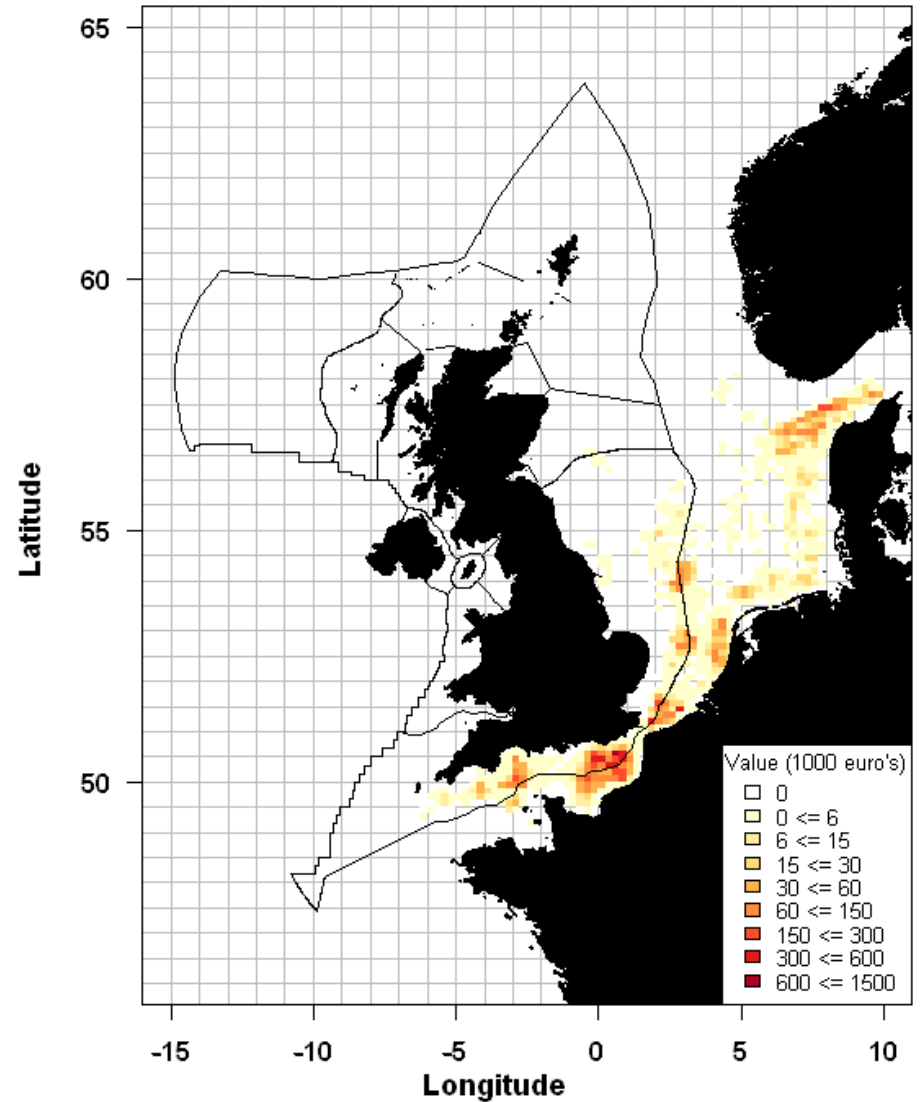 65
60
55
50
Latitude
Value (1000 euro's)
0
0 <= 6
6 <= 15
15 <= 30
30 <= 60
60 <= 150
150 <= 300
300 <= 600
600 <= 1500
-15 -10 -5 0 5 10
Longitude